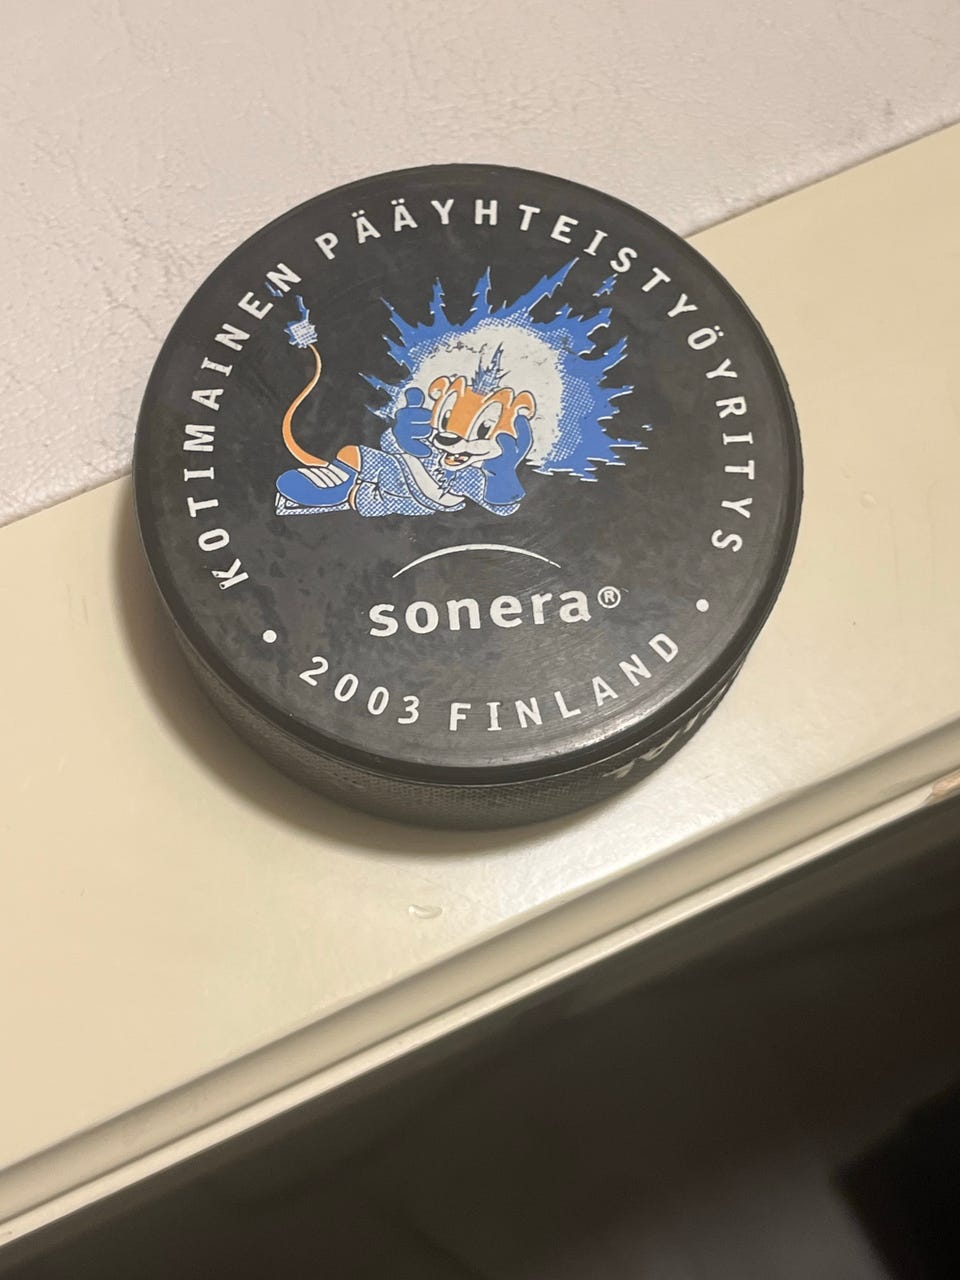 KOTIMAINEN PÄÄYHTEISTYÖYRITYS
sonera®
• 2003 FINLAND •